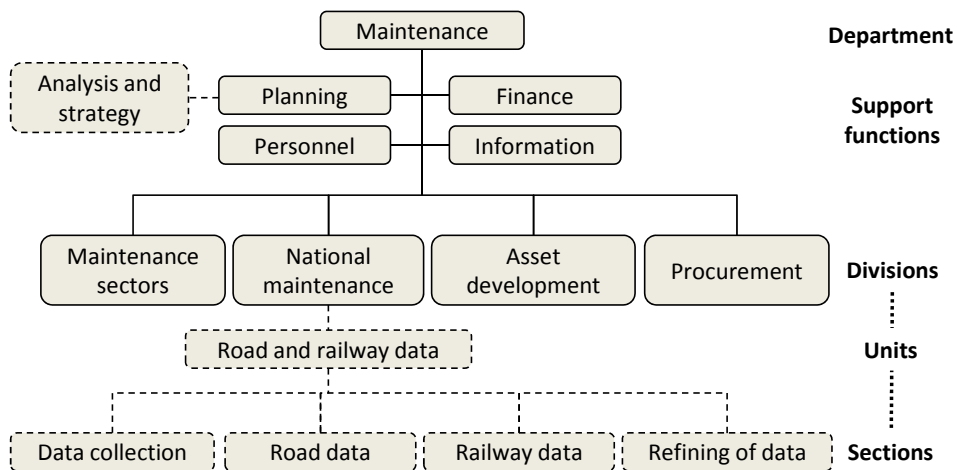 Maintenance
Department
Analysis and
strategy
Planning
Finance
Support
functions
Personnel
Information
Maintenance
sectors
National
maintenance
Asset
development
Procurement
Divisions
Road and railway data
Units
Data collection
Road data
Railway data
Refining of data
Sections